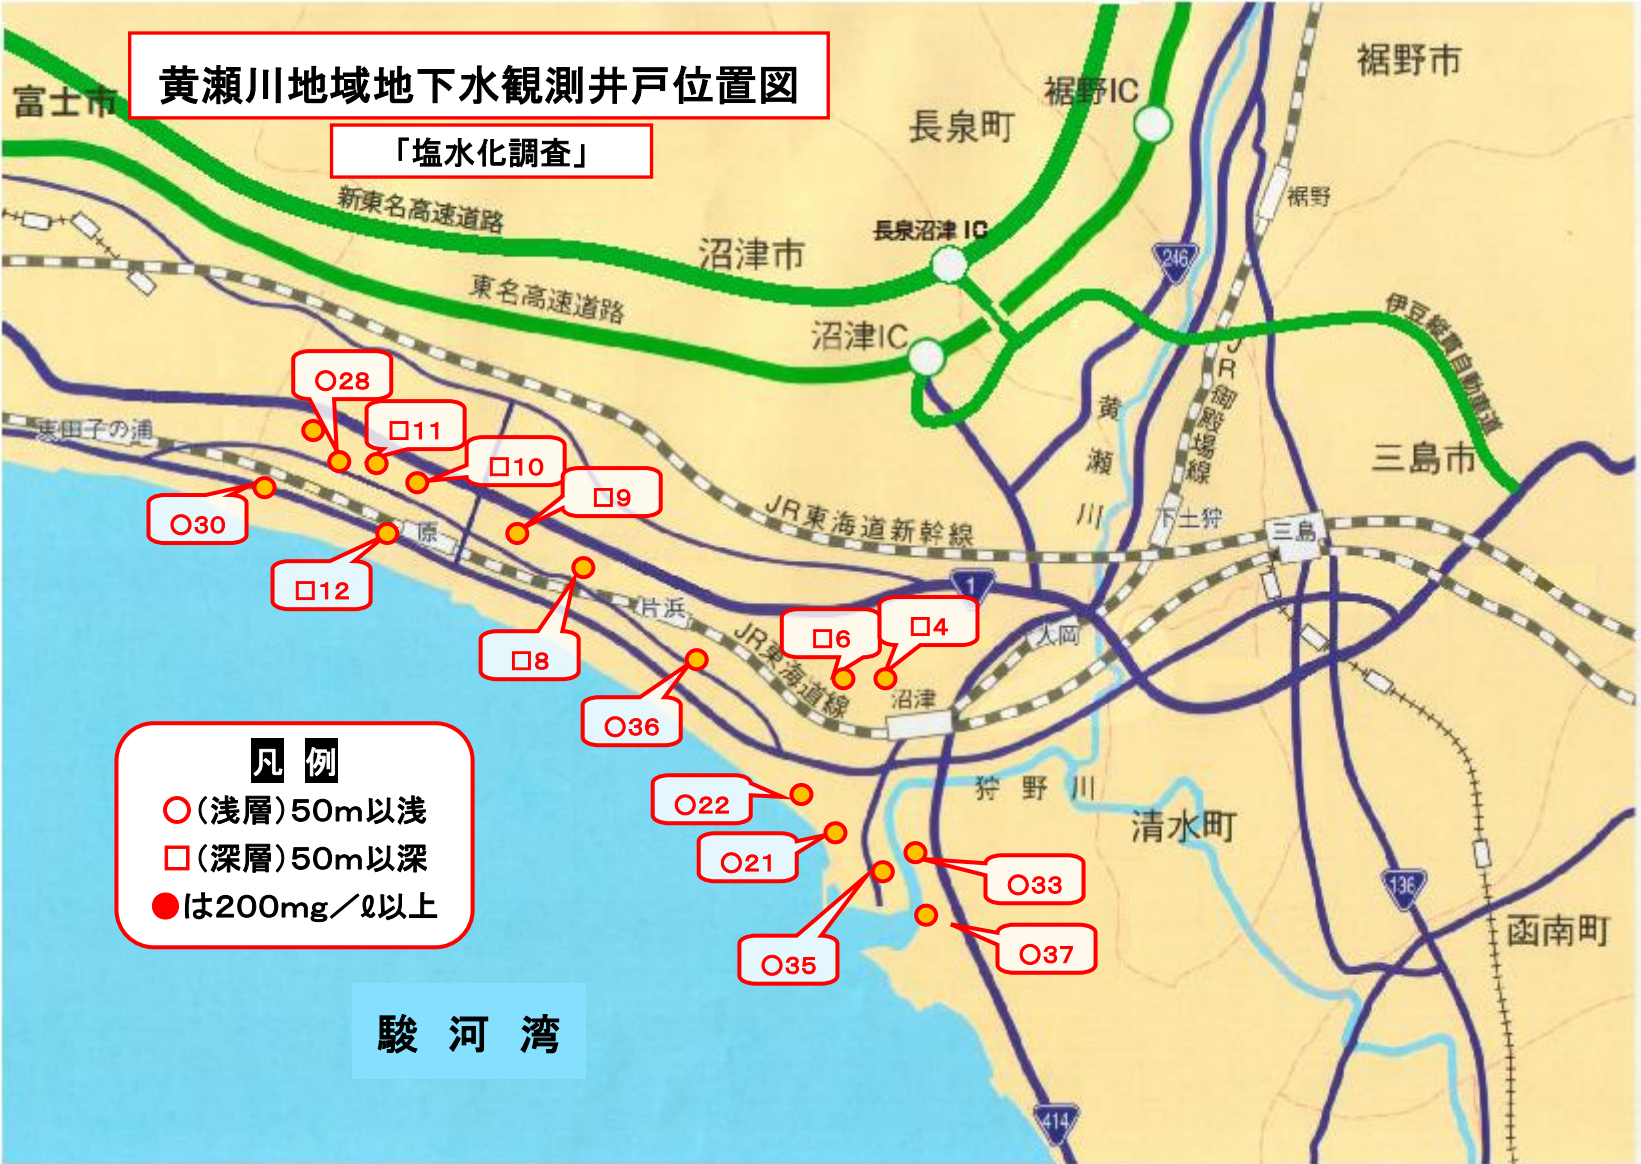 黄瀬川地域地下水観測井戸位置図
「塩水化調査」
富士市
裾野市
裾野IC
長泉町
新東名高速道路
裾野
長泉沼津 IC
沼津市
246
東名高速道路
沼津IC
伊豆縦貫自動車道
JR御殿場線
○28
□11
黄瀬川
東田子の浦
三島市
□10
□9
○30
原
JR東海道新幹線
下土狩
三島
□12
1
片浜
□6
□4
大岡
JR東海道線
□8
沼津
○36
凡 例
○(浅層)50m以浅
□(深層)50m以深
●は200mg/ℓ以上
○22
狩野川
清水町
○21
○33
136
○35
○37
函南町
駿 河 湾
414